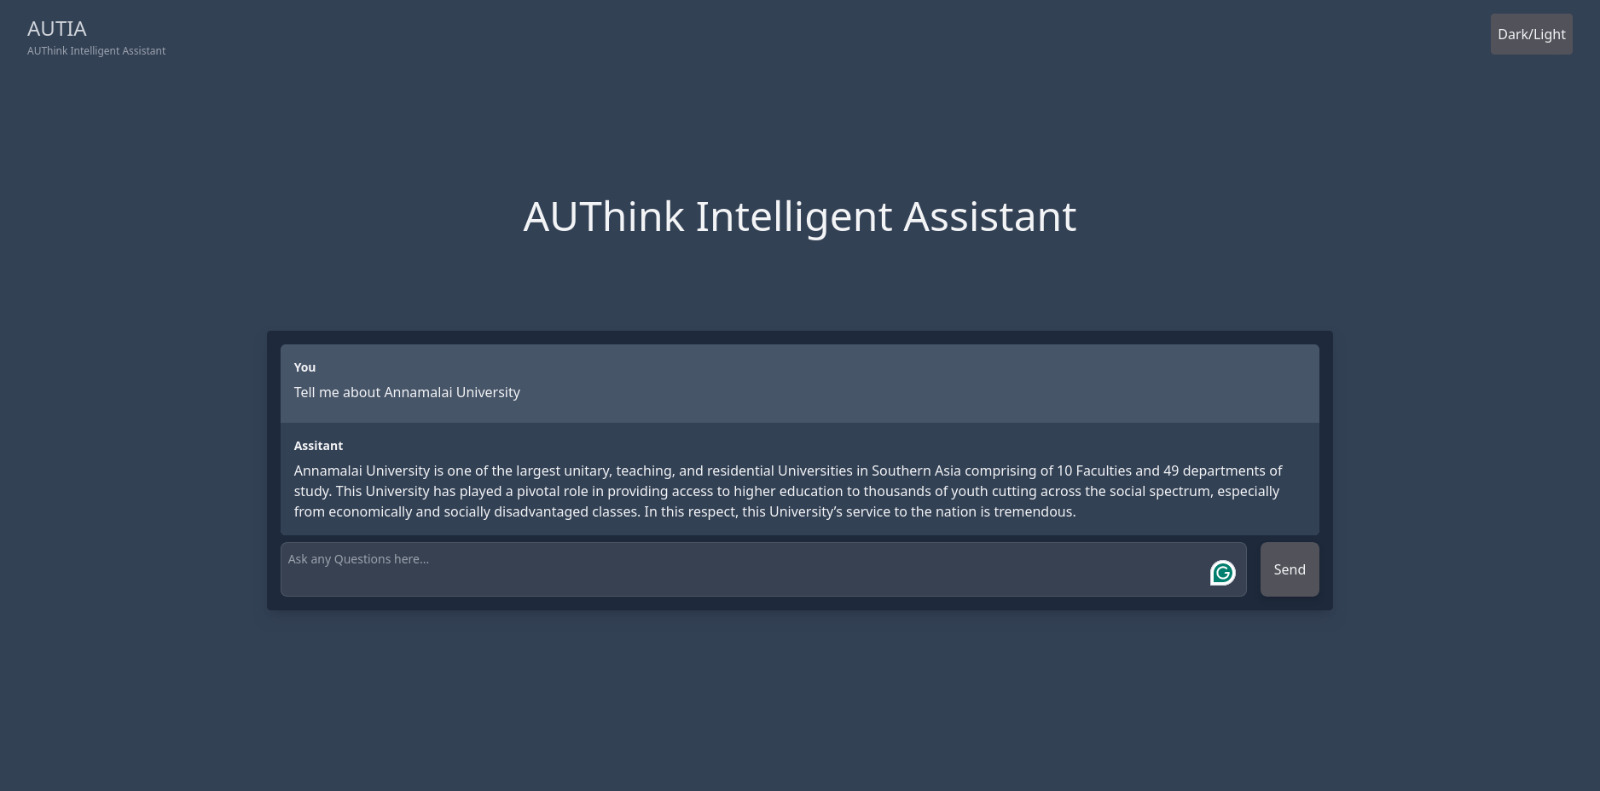 AUTIA
AUThink Intelligent Assistant
Dark/Light
AUThink Intelligent Assistant
You
Tell me about Annamalai University
Assitant
Annamalai University is one of the largest unitary, teaching, and residential Universities in Southern Asia comprising of 10 Faculties and 49 departments of
study. This University has played a pivotal role in providing access to higher education to thousands of youth cutting across the social spectrum, especially
from economically and socially disadvantaged classes. In this respect, this University’s service to the nation is tremendous.
Ask any Questions here...
Send